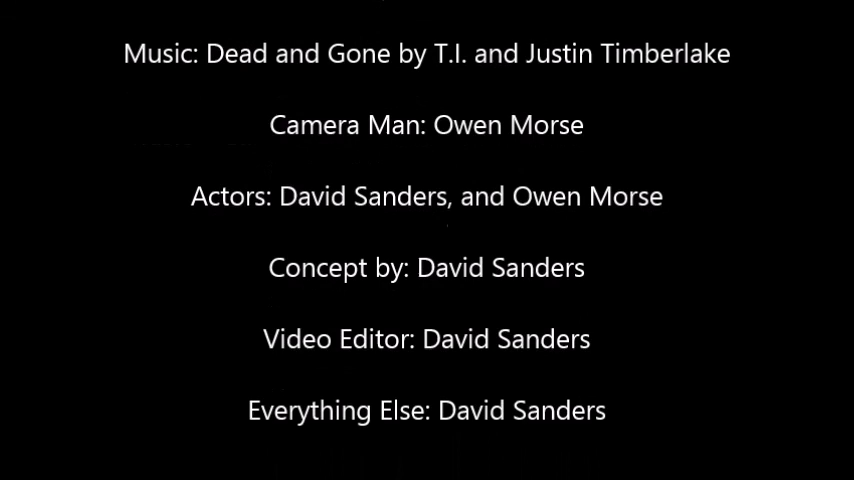 Music: Dead and Gone by T.I. and Justin Timberlake
Camera Man: Owen Morse
Actors: David Sanders, and Owen Morse
Concept by: David Sanders
Video Editor: David Sanders
Everything Else: David Sanders